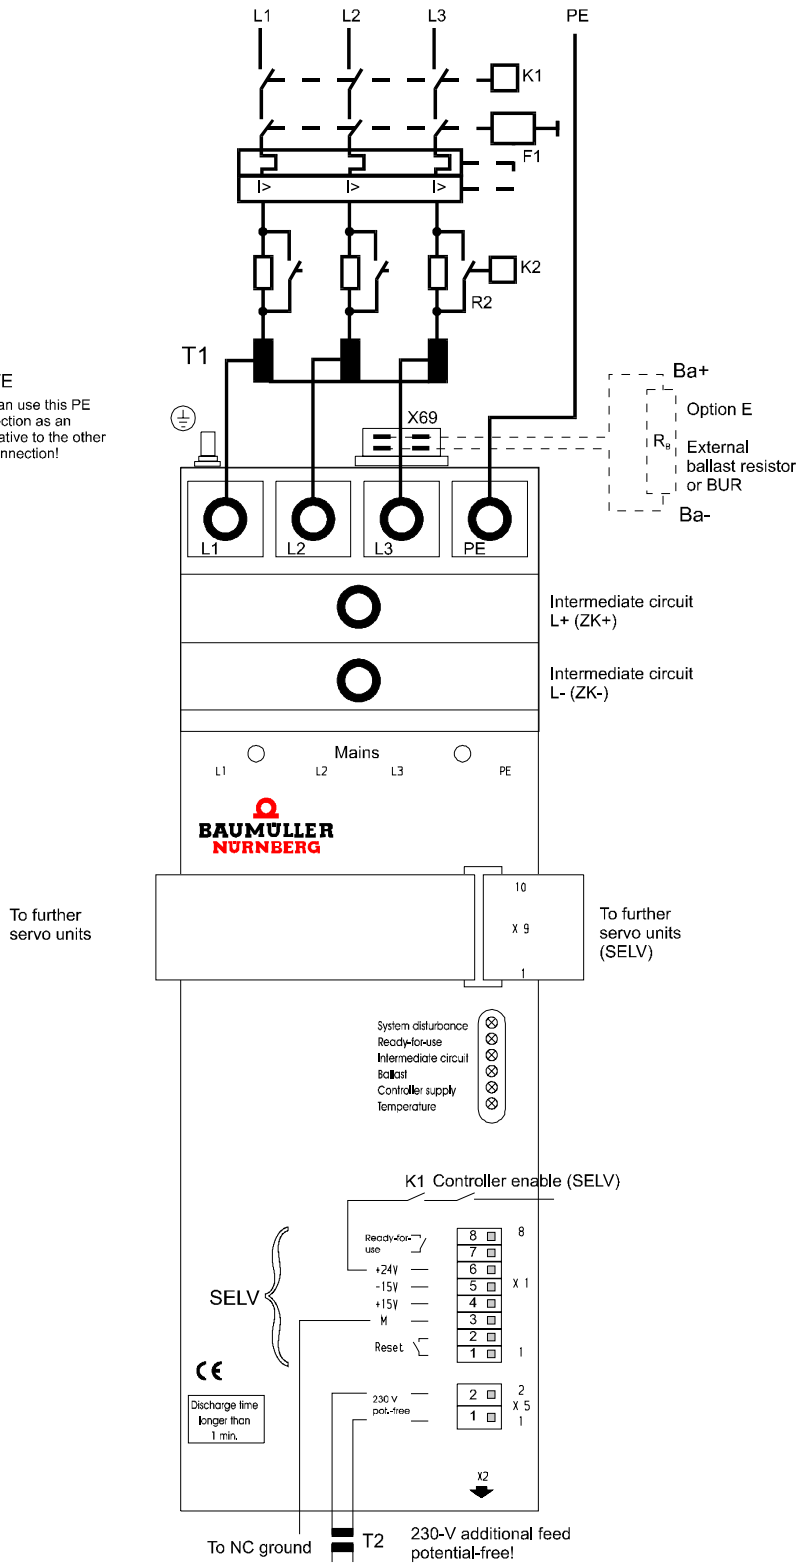 L1 L2 L3 PE
K1
F1
I> I> I>
K2
R2
T1
an use this PE
ction as an
ative to the other
onnection!
X69
Ba+
Option E
External
ballast resistor
or BUR
Ba-
L1 L2 L3 PE
Intermediate circuit
L+ (ZK+)
Intermediate circuit
L- (ZK-)
Mains
L1 L2 L3 PE
BAUMÜLLER
NÜRNBERG
To further
servo units
10
X 9
1
To further
servo units
(SELV)
System disturbance
Ready-for-use
Intermediate circuit
Ballast
Controller supply
Temperature
K1 Controller enable (SELV)
Ready-for-
use
8 8
7
+24V 6
-15V 5 X 1
+15V 4
M 3
2
Reset 1 1
SELV
CE
Discharge time
longer than
1 min.
230 V
pot.-free
2 2
X 5
1 1
X2
To NC ground
T2
230-V additional feed
potential-free!